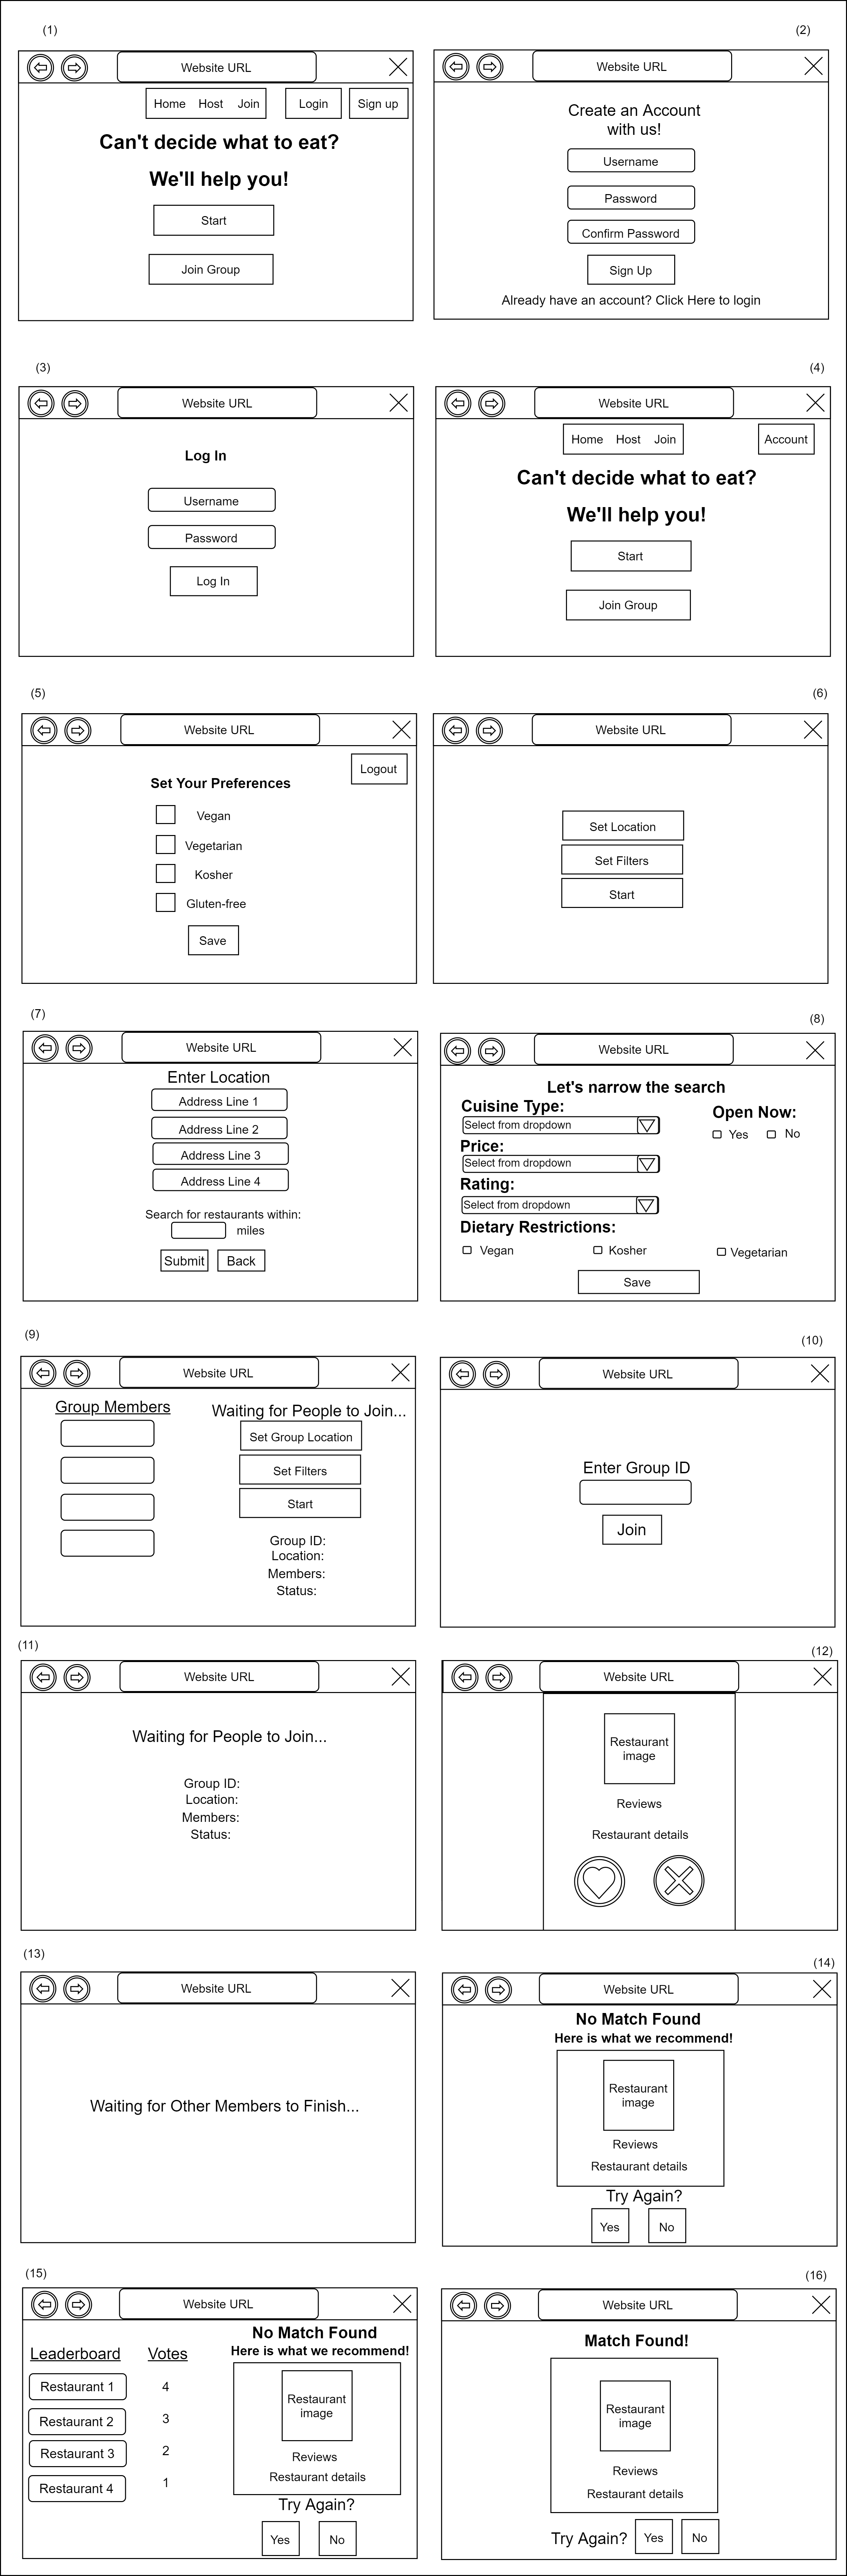 (1)
Website URL
Home Host Join Login Sign up
Can't decide what to eat?
We'll help you!
Start
Join Group
(2)
Website URL
Create an Account
with us!
Username
Password
Confirm Password
Sign Up
Already have an account? Click Here to login
(3)
Website URL
Log In
Username
Password
Log In
(4)
Website URL
Home Host Join Account
Can't decide what to eat?
We'll help you!
Start
Join Group
(5)
Website URL
Logout
Set Your Preferences
Vegan
Vegetarian
Kosher
Gluten-free
Save
(6)
Website URL
Set Location
Set Filters
Start
(7)
Website URL
Enter Location
Address Line 1
Address Line 2
Address Line 3
Address Line 4
Search for restaurants within:
miles
Submit Back
(8)
Website URL
Let's narrow the search
Cuisine Type:
Select from dropdown
Price:
Select from dropdown
Rating:
Select from dropdown
Open Now:
Yes No
Dietary Restrictions:
Vegan Kosher Vegetarian
Save
(9)
Website URL
Group Members
Waiting for People to Join...
Set Group Location
Set Filters
Start
Group ID:
Location:
Members:
Status:
(10)
Website URL
Enter Group ID
Join
(11)
Website URL
Waiting for People to Join...
Group ID:
Location:
Members:
Status:
(12)
Website URL
Restaurant
image
Reviews
Restaurant details
(13)
Website URL
Waiting for Other Members to Finish...
(14)
Website URL
No Match Found
Here is what we recommend!
Restaurant
image
Reviews
Restaurant details
Try Again?
Yes No
(15)
Website URL
Leaderboard Votes
Restaurant 1 4
Restaurant 2 3
Restaurant 3 2
Restaurant 4 1
No Match Found
Here is what we recommend!
Restaurant
image
Reviews
Restaurant details
Try Again?
Yes No
(16)
Website URL
Match Found!
Restaurant
image
Reviews
Restaurant details
Try Again? Yes No